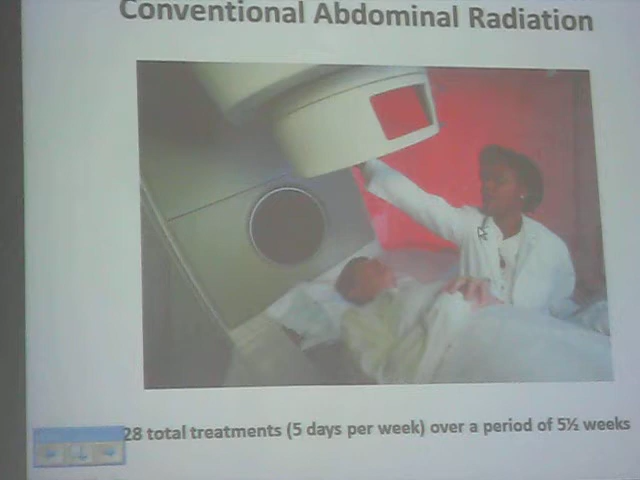 Conventional Abdominal Radiation
28 total treatments (5 days per week) over a period of 5½ weeks